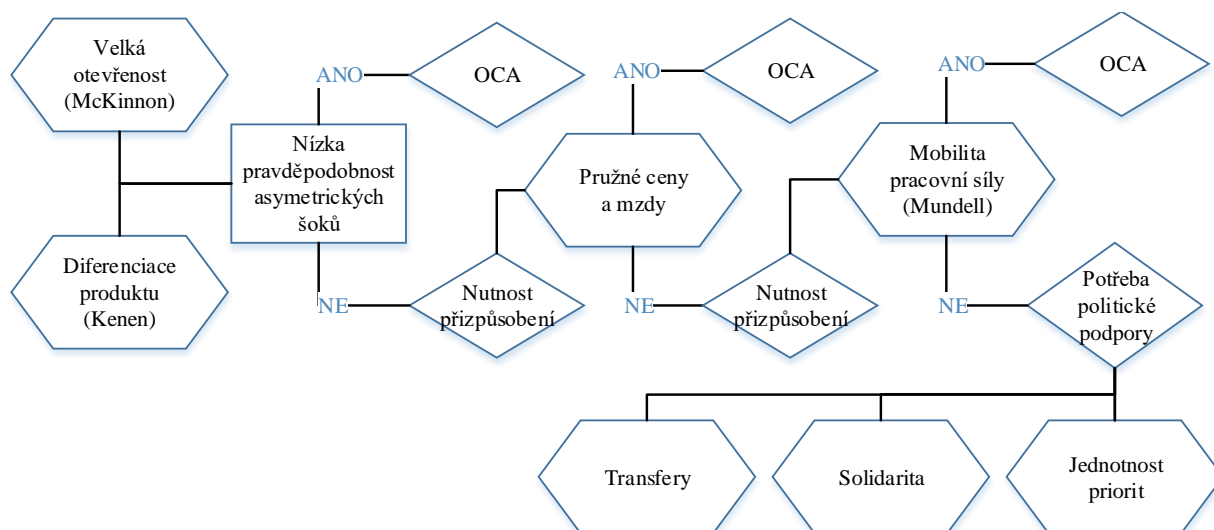 Velká
otevřenost
(McKinnon)
Diferenciace
produktu
(Kenen)
ANO
OCA
Nízka
pravděpodobnost
asymetrických
šoků
NE
Nutnost
přizpůsobení
ANO
OCA
Pružné ceny
a mzdy
NE
Nutnost
přizpůsobení
ANO
OCA
Mobilita
pracovní síly
(Mundell)
NE
Potřeba
politické
podpory
Transfery
Solidarita
Jednotnost
priorit